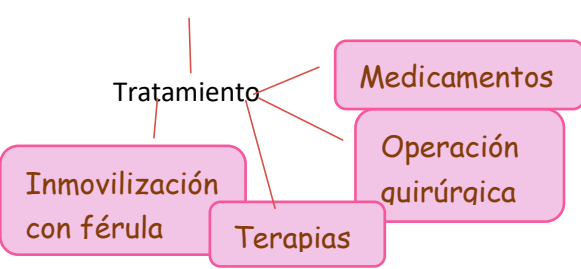 Tratamiento
Medicamentos
Operación
quirúrgica
Inmovilización
con férula
Terapias